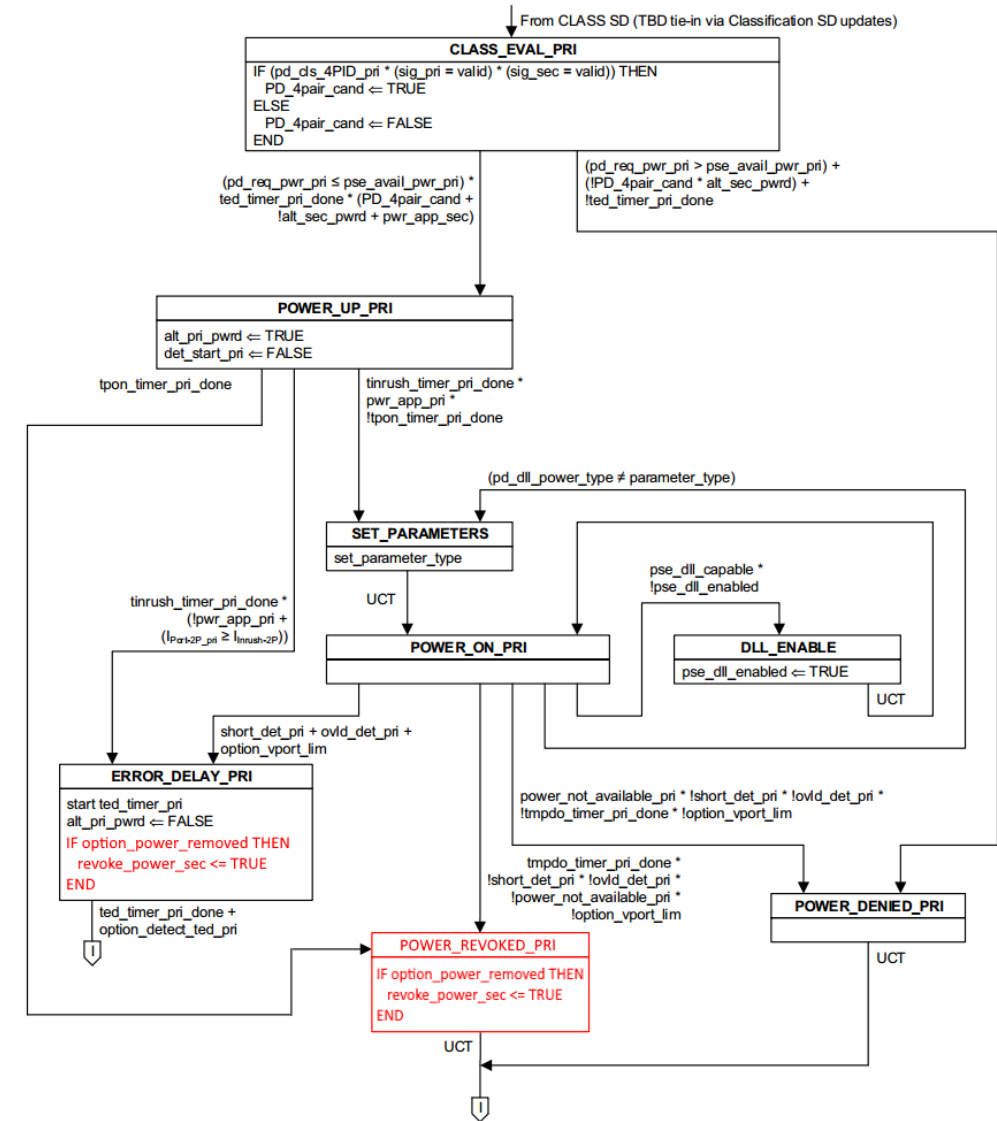 From CLASS SD (TBD tie-in via Classification SD updates)
CLASS_EVAL_PRI
IF (pd_cls_4PID_pri * (sig_pri = valid) * (sig_sec = valid)) THEN
PD_4pair_cand ⇐ TRUE
ELSE
PD_4pair_cand ⇐ FALSE
END
(pd_req_pwr_pri ≤ pse_avail_pwr_pri) *
ted_timer_pri_done * (PD_4pair_cand +
!alt_sec_pwrd + pwr_app_sec)
(pd_req_pwr_pri > pse_avail_pwr_pri) +
(!PD_4pair_cand * alt_sec_pwrd) +
!ted_timer_pri_done
POWER_UP_PRI
alt_pri_pwrd ⇐ TRUE
det_start_pri ⇐ FALSE
tpon_timer_pri_done
tinrush_timer_pri_done *
pwr_app_pri *
!tpon_timer_pri_done
(pd_dll_power_type ≠ parameter_type)
SET_PARAMETERS
set_parameter_type
UCT
pse_dll_capable *
!pse_dll_enabled
tinrush_timer_pri_done *
(!pwr_app_pri +
(IPort-2P_pri ≥ IInrush-2P))
POWER_ON_PRI
DLL_ENABLE
pse_dll_enabled ⇐ TRUE
UCT
short_det_pri + ovld_det_pri +
option_vport_lim
ERROR_DELAY_PRI
start ted_timer_pri
alt_pri_pwrd ⇐ FALSE
IF option_power_removed THEN
revoke_power_sec <= TRUE
END
power_not_available_pri * !short_det_pri * !ovld_det_pri *
!tmpdo_timer_pri_done * !option_vport_lim
tmpdo_timer_pri_done *
!short_det_pri * !ovld_det_pri *
!power_not_available_pri *
!option_vport_lim
POWER_DENIED_PRI
UCT
ted_timer_pri_done +
option_detect_ted_pri
I
POWER_REVOKED_PRI
IF option_power_removed THEN
revoke_power_sec <= TRUE
END
UCT
I